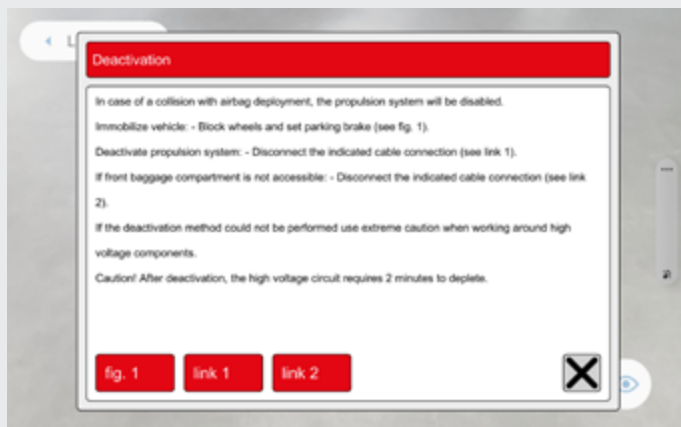 L
Deactivation
In case of a collision with airbag deployment, the propulsion system will be disabled.
Immobilize vehicle: - Block wheels and set parking brake (see fig. 1).
Deactivate propulsion system: - Disconnect the indicated cable connection (see link 1).
If front baggage compartment is not accessible: - Disconnect the indicated cable connection (see link
2).
If the deactivation method could not be performed use extreme caution when working around high
voltage components.
Caution! After deactivation, the high voltage circuit requires 2 minutes to deplete.
fig. 1 link 1 link 2